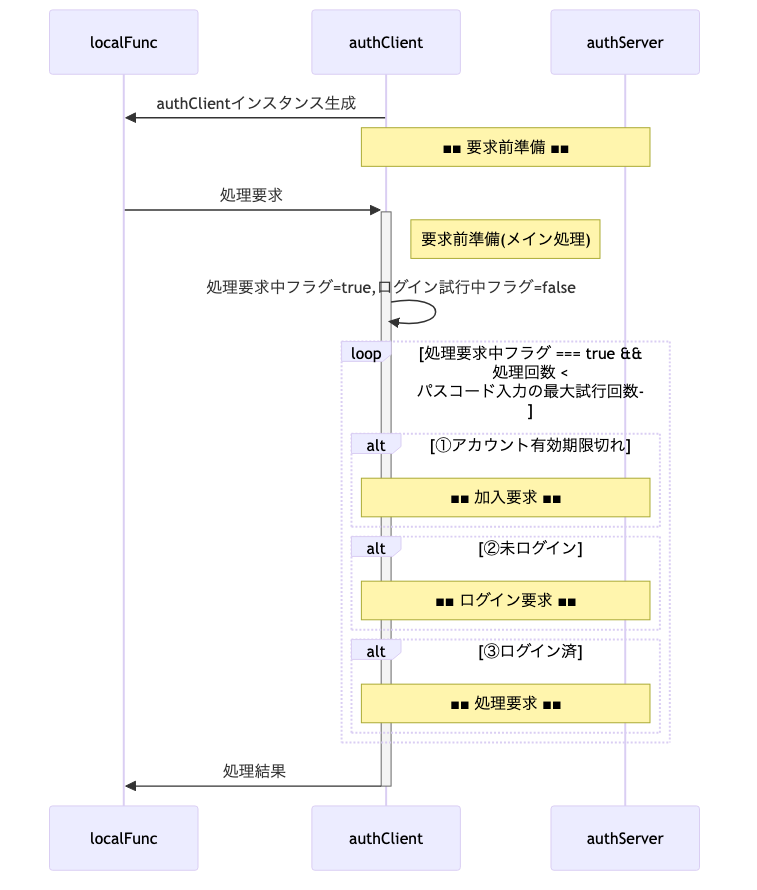 localFunc
authClient
authServer
authClientインスタンス生成
■■ 要求前準備 ■■
処理要求
要求前準備(メイン処理)
処理要求中フラグ=true,ログイン試行中フラグ=false
loop
[処理要求中フラグ === true &&
処理回数 <
パスコード入力の最大試行回数-
]
alt
[①アカウント有効期限切れ]
■■ 加入要求 ■■
alt
[②未ログイン]
■■ ログイン要求 ■■
alt
[③ログイン済]
■■ 処理要求 ■■
処理結果
localFunc
authClient
authServer